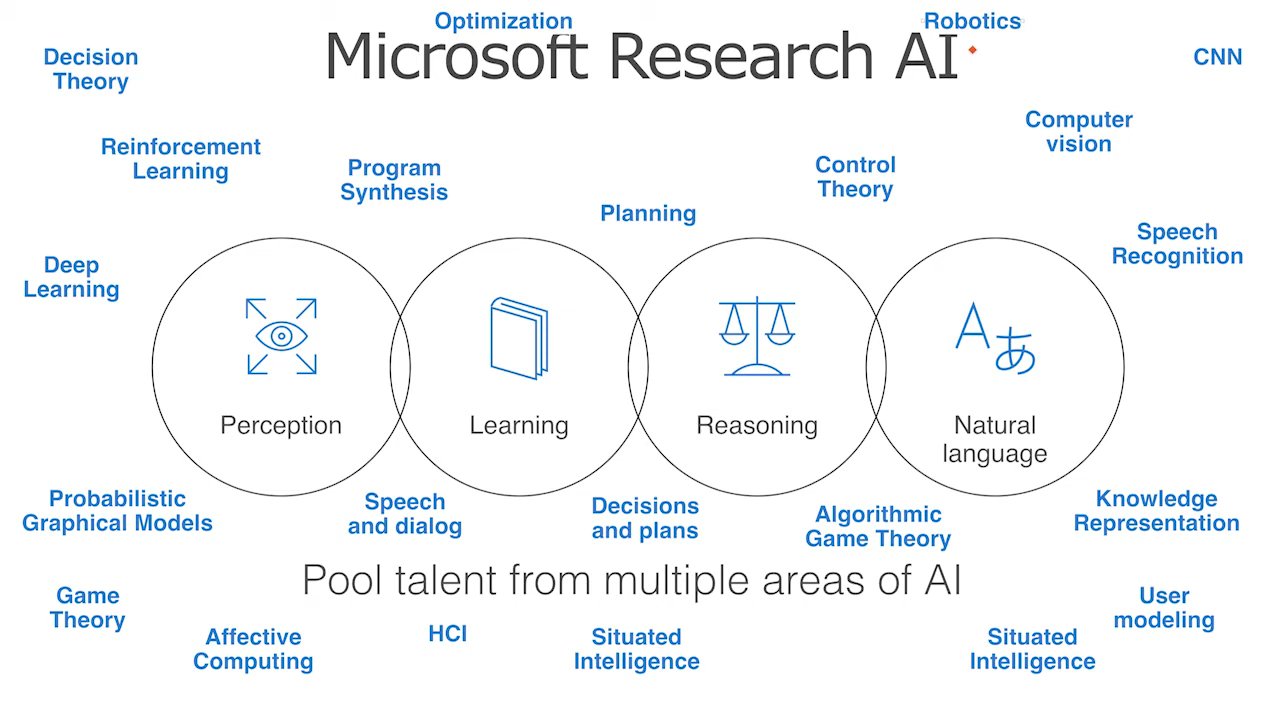 Optimization
Robotics
Microsoft Research AI
Decision
Theory
CNN
Computer
vision
Reinforcement
Learning
Program
Synthesis
Control
Theory
Planning
Speech
Recognition
Deep
Learning
A あ
Perception
Learning
Reasoning
Natural
language
Probabilistic
Graphical Models
Speech
and dialog
Decisions
and plans
Algorithmic
Game Theory
Knowledge
Representation
Pool talent from multiple areas of AI
Game
Theory
User
modeling
Affective
Computing
HCI
Situated
Intelligence
Situated
Intelligence